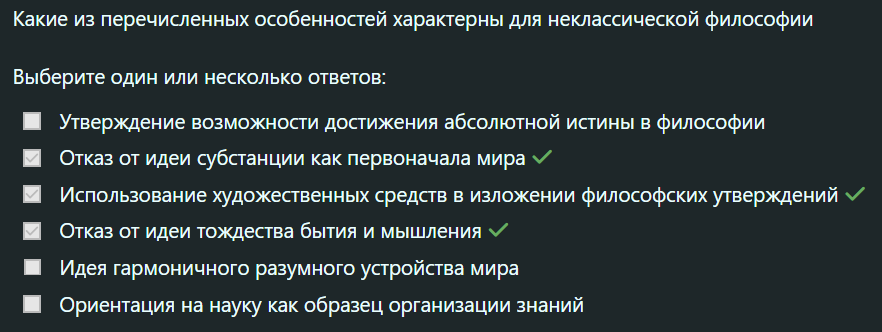 Какие из перечисленных особенностей характерны для неклассической философии
Выберите один или несколько ответов:
Утверждение возможности достижения абсолютной истины в философии
Отказ от идеи субстанции как первоначала мира
Использование художественных средств в изложении философских утверждений
Отказ от идеи тождества бытия и мышления
Идея гармоничного разумного устройства мира
Ориентация на науку как образец организации знаний